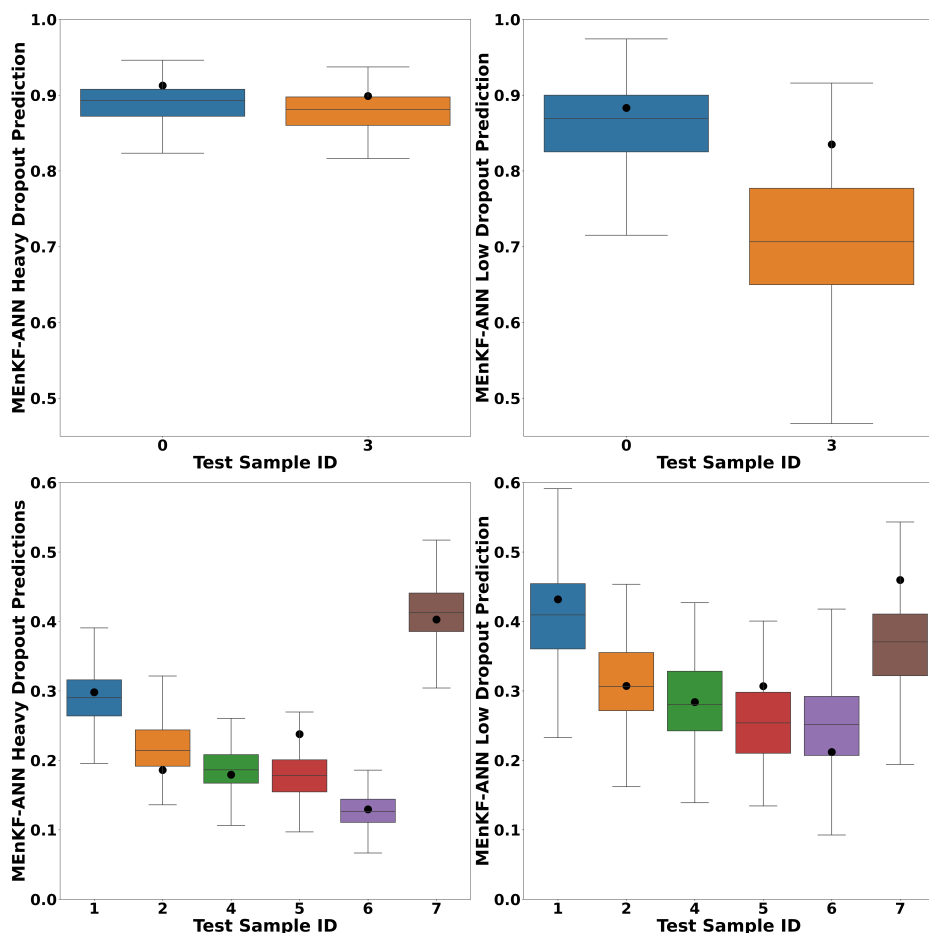 MEnKF-ANN Heavy Dropout Prediction
1.0
0.9
0.8
0.7
0.6
0.5
0 3
Test Sample ID
MEnKF-ANN Low Dropout Prediction
1.0
0.9
0.8
0.7
0.6
0.5
0 3
Test Sample ID
MEnKF-ANN Heavy Dropout Predictions
0.6
0.5
0.4
0.3
0.2
0.1
0.0
1 2 4 5 6 7
Test Sample ID
MEnKF-ANN Low Dropout Prediction
0.6
0.5
0.4
0.3
0.2
0.1
0.0
1 2 4 5 6 7
Test Sample ID